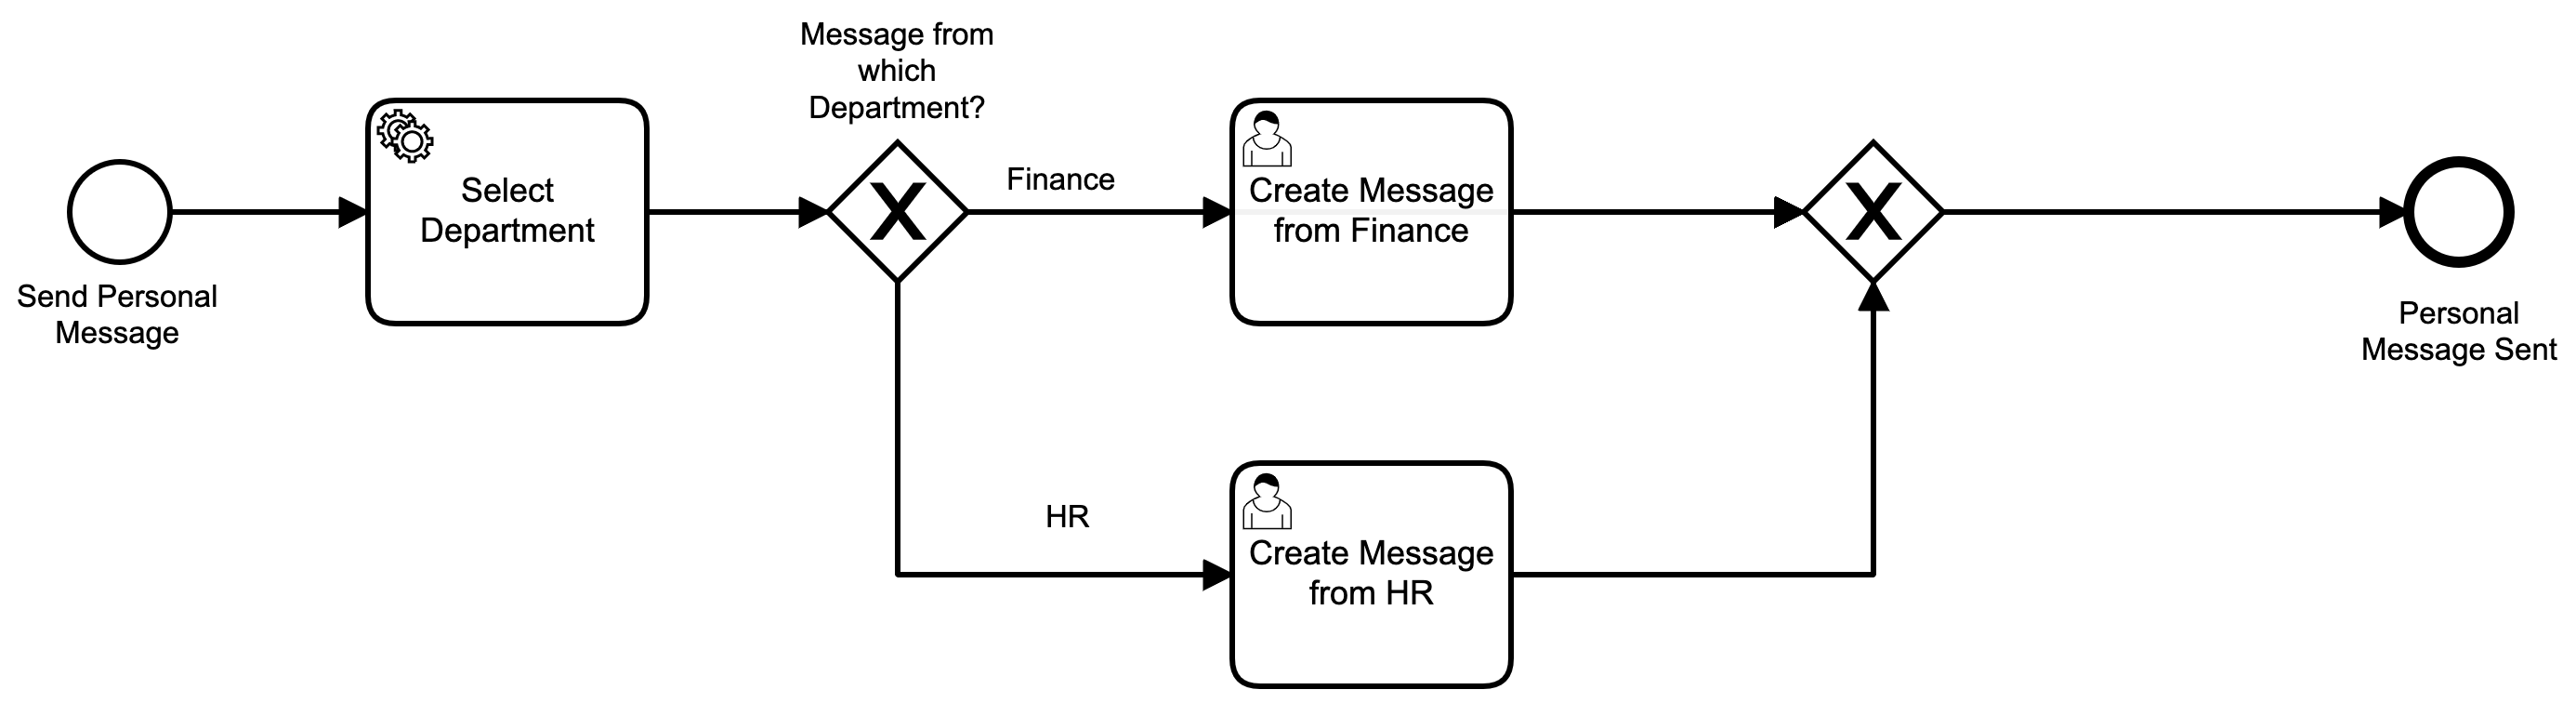 Message from
which
Department?
Send Personal
Message
Select
Department
X
Finance
Create Message
from Finance
X
Personal
Message Sent
HR
Create Message
from HR